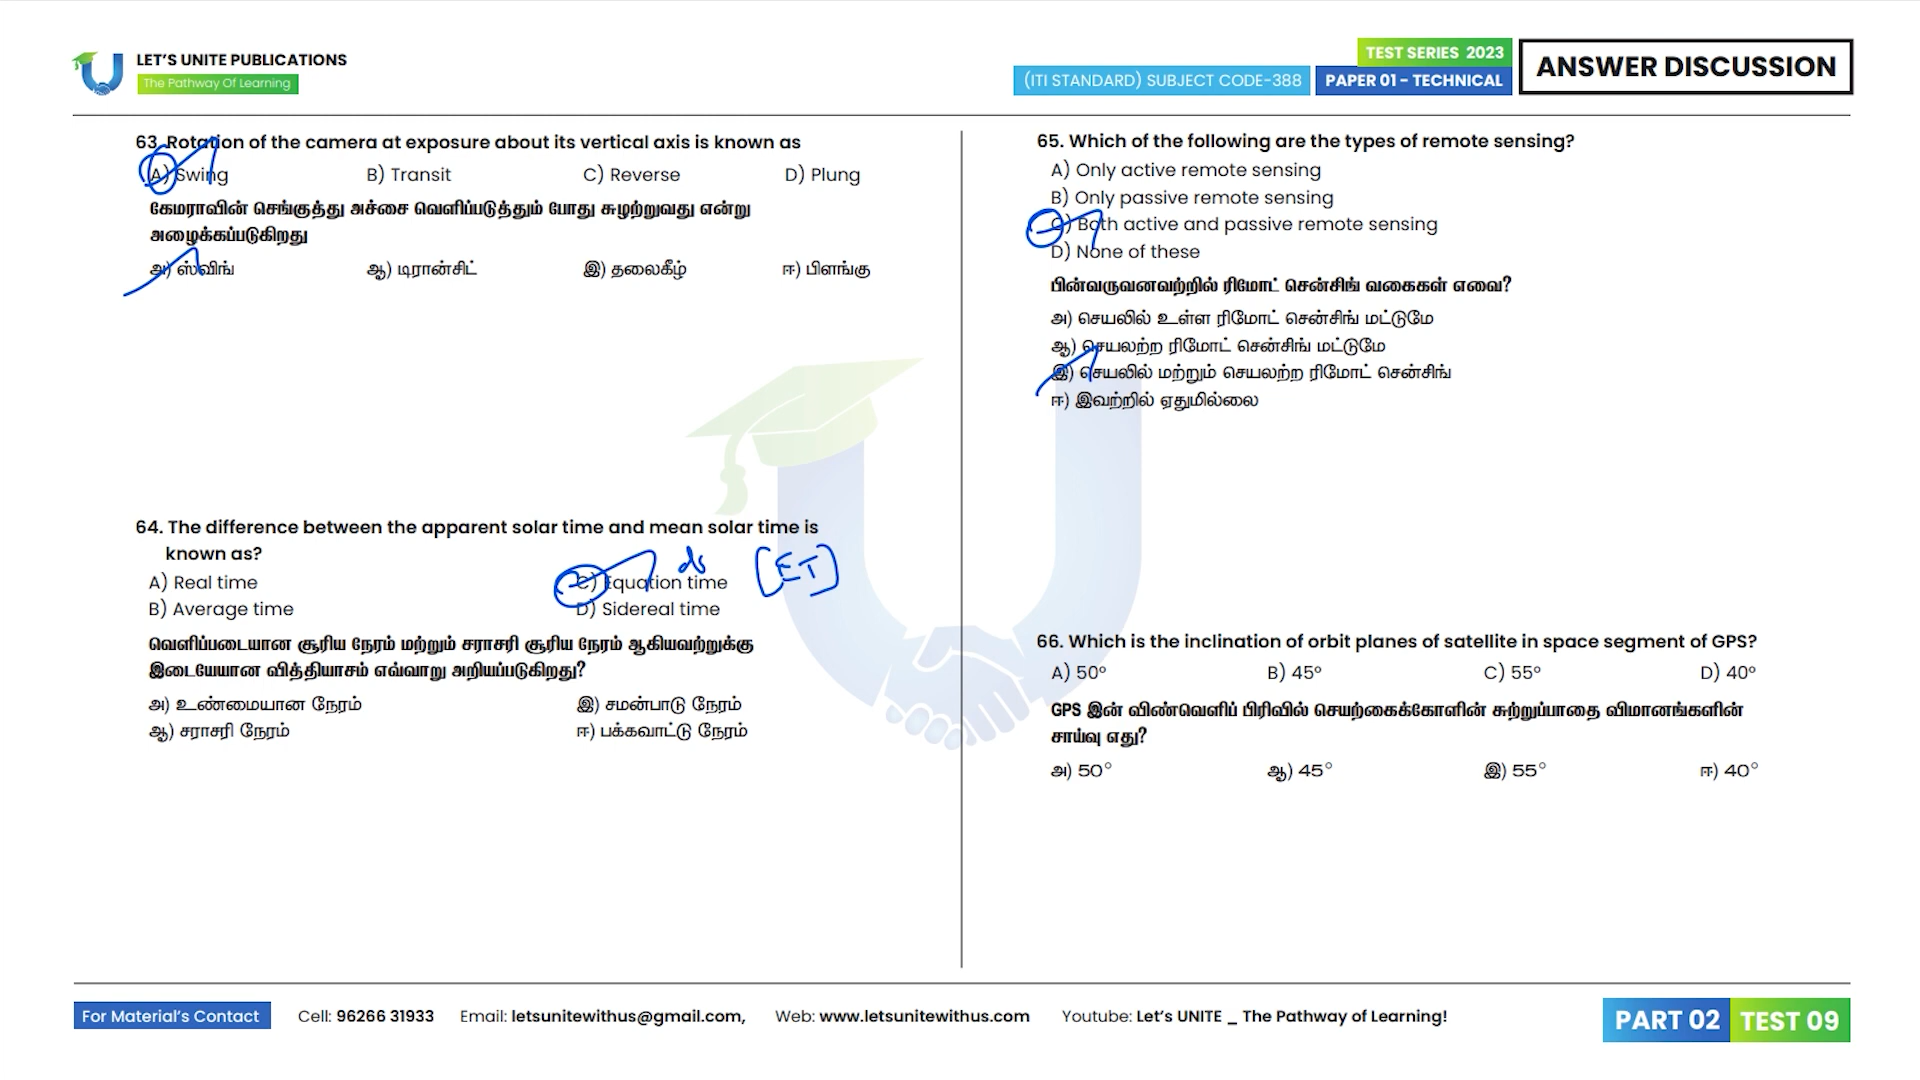 LET'S UNITE PUBLICATIONS
The Pathway Of Learning
TEST SERIES 2023
(ITI STANDARD) SUBJECT CODE-388
PAPER 01 - TECHNICAL
ANSWER DISCUSSION
63. Rotation of the camera at exposure about its vertical axis is known as
A) Swing B) Transit C) Reverse D) Plung
கேமராவின் செங்குத்து அச்சை வெளிப்படுத்தும் போது சுழற்றுவது என்று
அழைக்கப்படுகிறது
அ) ஸ்விங் ஆ) டிரான்சிட் இ) தலைகீழ் ஈ) பிளங்கு
64. The difference between the apparent solar time and mean solar time is
known as?
A) Real time C) Equation time [ET]
B) Average time D) Sidereal time
வெளிப்படையான சூரிய நேரம் மற்றும் சராசரி சூரிய நேரம் ஆகியவற்றுக்கு
இடையேயான வித்தியாசம் எவ்வாறு அறியப்படுகிறது?
அ) உண்மையான நேரம் இ) சமன்பாடு நேரம்
ஆ) சராசரி நேரம் ஈ) பக்கவாட்டு நேரம்
65. Which of the following are the types of remote sensing?
A) Only active remote sensing
B) Only passive remote sensing
C) Both active and passive remote sensing
D) None of these
பின்வருவனவற்றில் ரிமோட் சென்சிங் வகைகள் எவை?
அ) செயலில் உள்ள ரிமோட் சென்சிங் மட்டுமே
ஆ) செயலற்ற ரிமோட் சென்சிங் மட்டுமே
இ) செயலில் மற்றும் செயலற்ற ரிமோட் சென்சிங்
ஈ) இவற்றில் ஏதுமில்லை
66. Which is the inclination of orbit planes of satellite in space segment of GPS?
A) 50° B) 45° C) 55° D) 40°
GPS இன் விண்வெளிப் பிரிவில் செயற்கைக்கோளின் சுற்றுப்பாதை விமானங்களின்
சாய்வு எது?
அ) 50° ஆ) 45° இ) 55° ஈ) 40°
For Material's Contact Cell: 96266 31933 Email: letsunitewithus@gmail.com, Web: www.letsunitewithus.com Youtube: Let's UNITE _ The Pathway of Learning!
PART 02 TEST 09